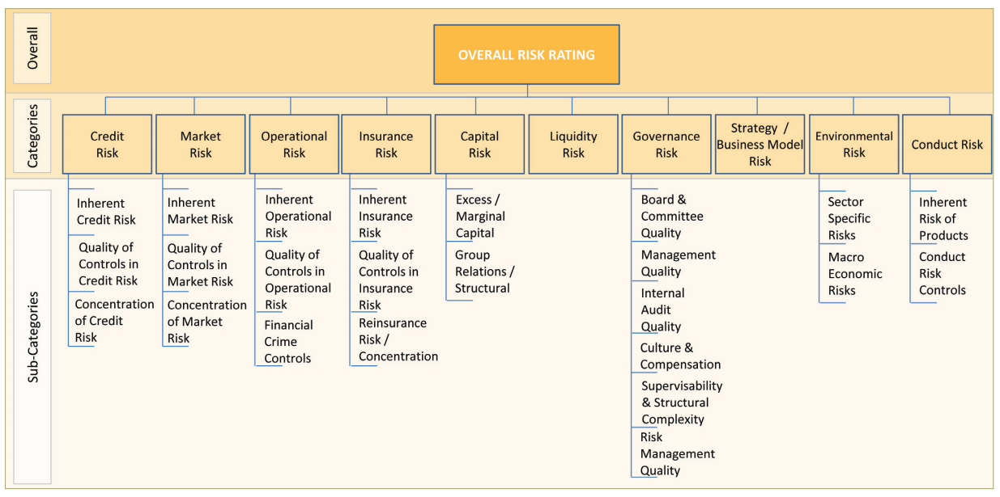 Overall
OVERALL RISK RATING
Categories
Credit
Risk
Market
Risk
Operational
Risk
Insurance
Risk
Capital
Risk
Liquidity
Risk
Governance
Risk
Strategy /
Business Model
Risk
Environmental
Risk
Conduct Risk
Sub-Categories
Inherent
Credit Risk
Quality of
Controls in
Credit Risk
Concentration
of Credit
Risk
Inherent
Market Risk
Quality of
Controls in
Market Risk
Concentration
of Market
Risk
Inherent
Operational
Risk
Quality of
Controls in
Operational
Risk
Financial
Crime
Controls
Inherent
Insurance
Risk
Quality of
Controls in
Insurance
Risk
Reinsurance
Risk /
Concentration
Excess /
Marginal
Capital
Group
Relations /
Structural
Board &
Committee
Quality
Management
Quality
Internal
Audit
Quality
Culture &
Compensation
Supervisability
& Structural
Complexity
Risk
Management
Quality
Sector
Specific
Risks
Macro
Economic
Risks
Inherent
Risk of
Products
Conduct
Risk
Controls